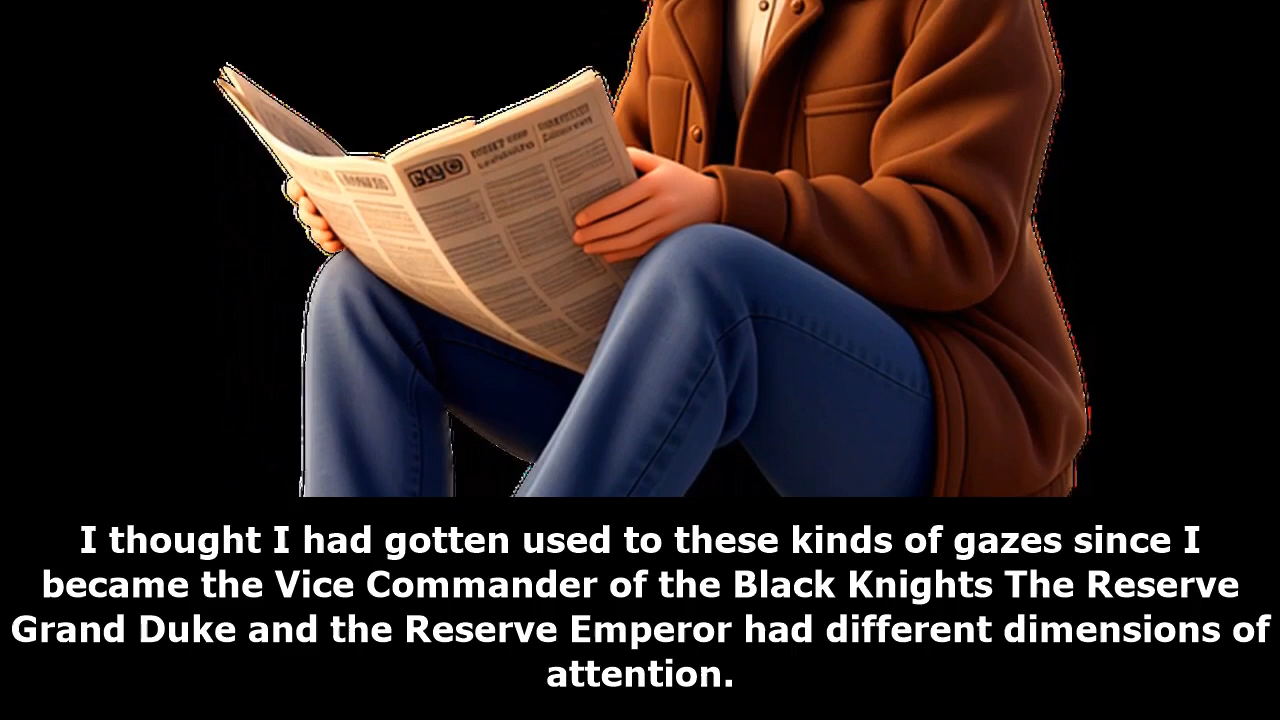 I thought I had gotten used to these kinds of gazes since I
became the Vice Commander of the Black Knights The Reserve
Grand Duke and the Reserve Emperor had different dimensions of
attention.